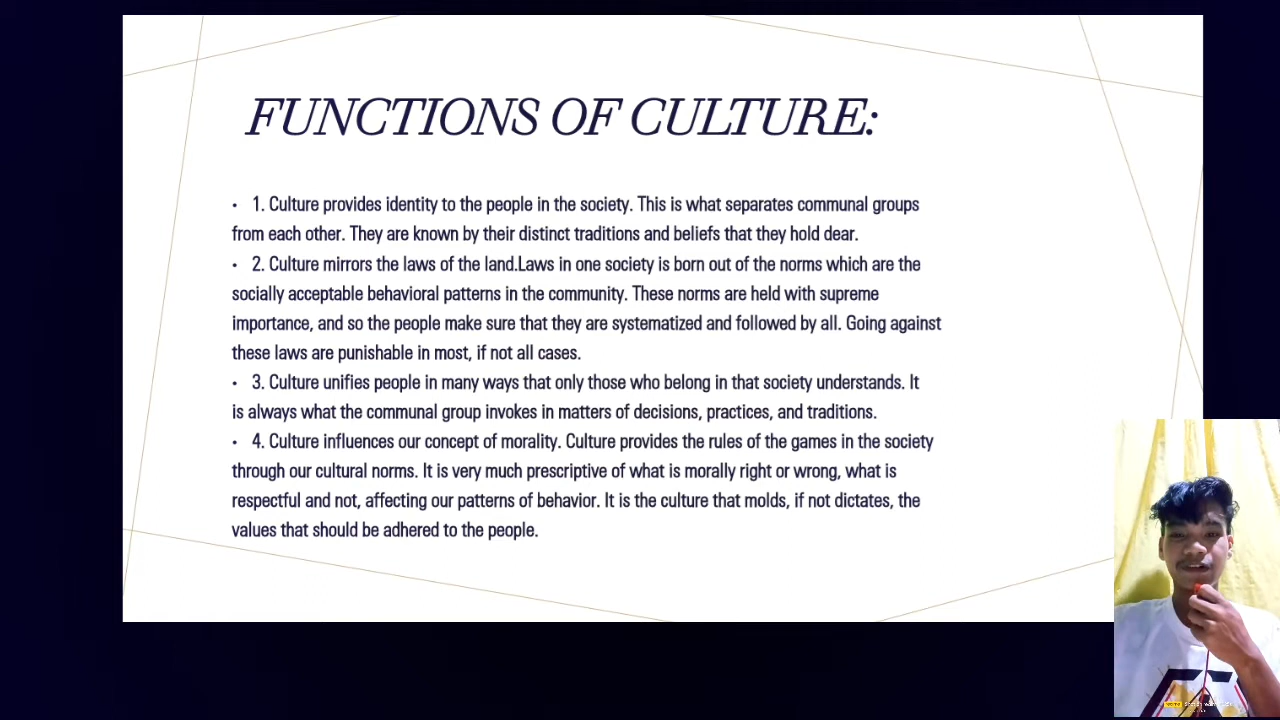 FUNCTIONS OF CULTURE:
• 1. Culture provides identity to the people in the society. This is what separates communal groups
from each other. They are known by their distinct traditions and beliefs that they hold dear.
• 2. Culture mirrors the laws of the land.Laws in one society is born out of the norms which are the
socially acceptable behavioral patterns in the community. These norms are held with supreme
importance, and so the people make sure that they are systematized and followed by all. Going against
these laws are punishable in most, if not all cases.
• 3. Culture unifies people in many ways that only those who belong in that society understands. It
is always what the communal group invokes in matters of decisions, practices, and traditions.
• 4. Culture influences our concept of morality. Culture provides the rules of the games in the society
through our cultural norms. It is very much prescriptive of what is morally right or wrong, what is
respectful and not, affecting our patterns of behavior. It is the culture that molds, if not dictates, the
values that should be adhered to the people.